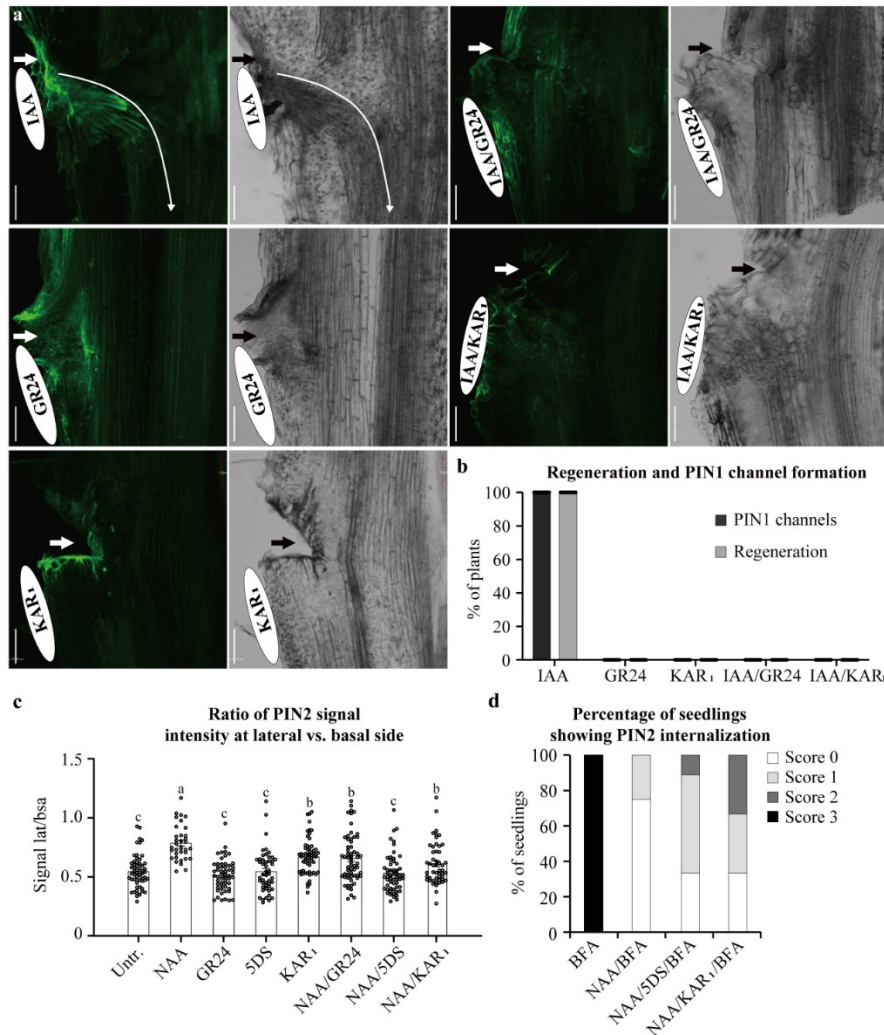 a
IAA
IAA
IAA/GR24
IAA/GR24
GR24
GR24
IAA/KAR₁
IAA/KAR₁
KAR₁
KAR₁
b
Regeneration and PIN1 channel formation
% of plants
100
80
60
40
20
0
PIN1 channels
Regeneration
IAA
GR24
KAR₁
IAA/GR24
IAA/KAR₁
c
Ratio of PIN2 signal
intensity at lateral vs. basal side
Signal lat/bsa
1.5
1.0
0.5
0.0
c
a
c
c
b
b
c
b
Untr.
NAA
GR24
5DS
KAR₁
NAA/GR24
NAA/5DS
NAA/KAR₁
d
Percentage of seedlings
showing PIN2 internalization
% of seedlings
100
80
60
40
20
0
Score 0
Score 1
Score 2
Score 3
BFA
NAA/BFA
NAA/5DS/BFA
NAA/KAR₁/BFA